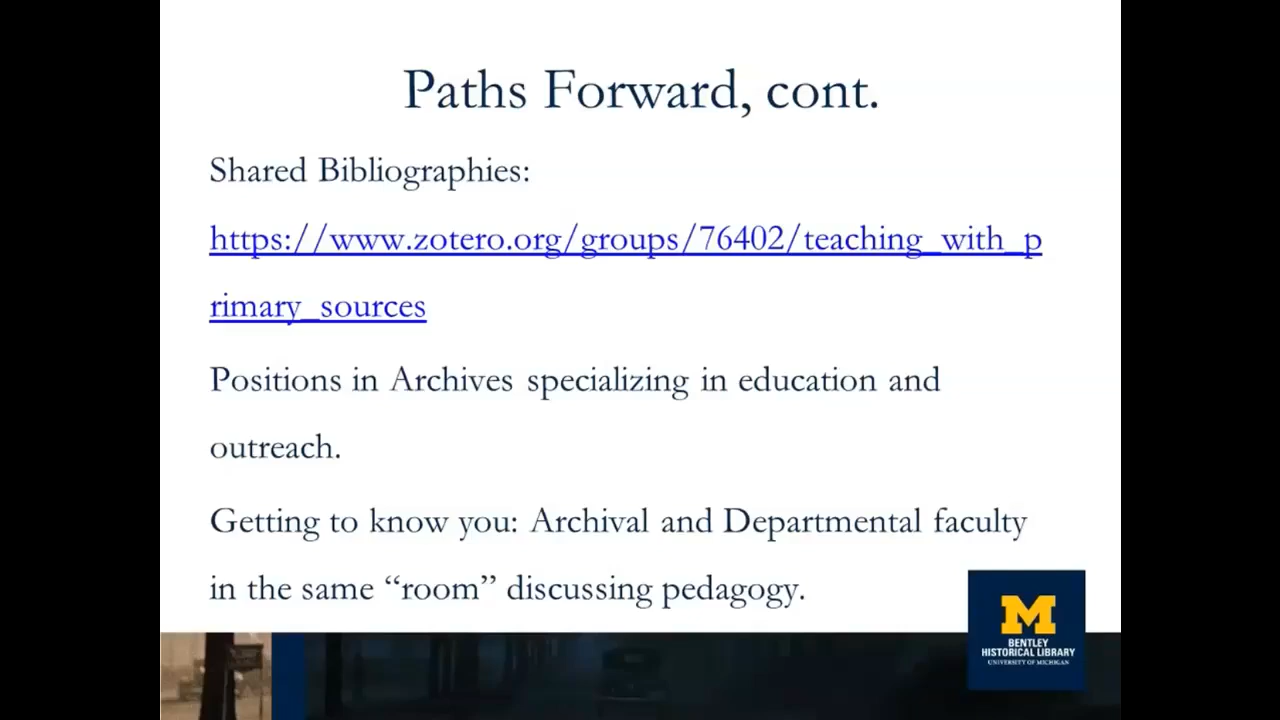 Paths Forward, cont.
Shared Bibliographies:
https://www.zotero.org/groups/76402/teaching_with_p
rimary_sources
Positions in Archives specializing in education and
outreach.
Getting to know you: Archival and Departmental faculty
in the same “room” discussing pedagogy.
M
BENTLEY
HISTORICAL LIBRARY
UNIVERSITY OF MICHIGAN